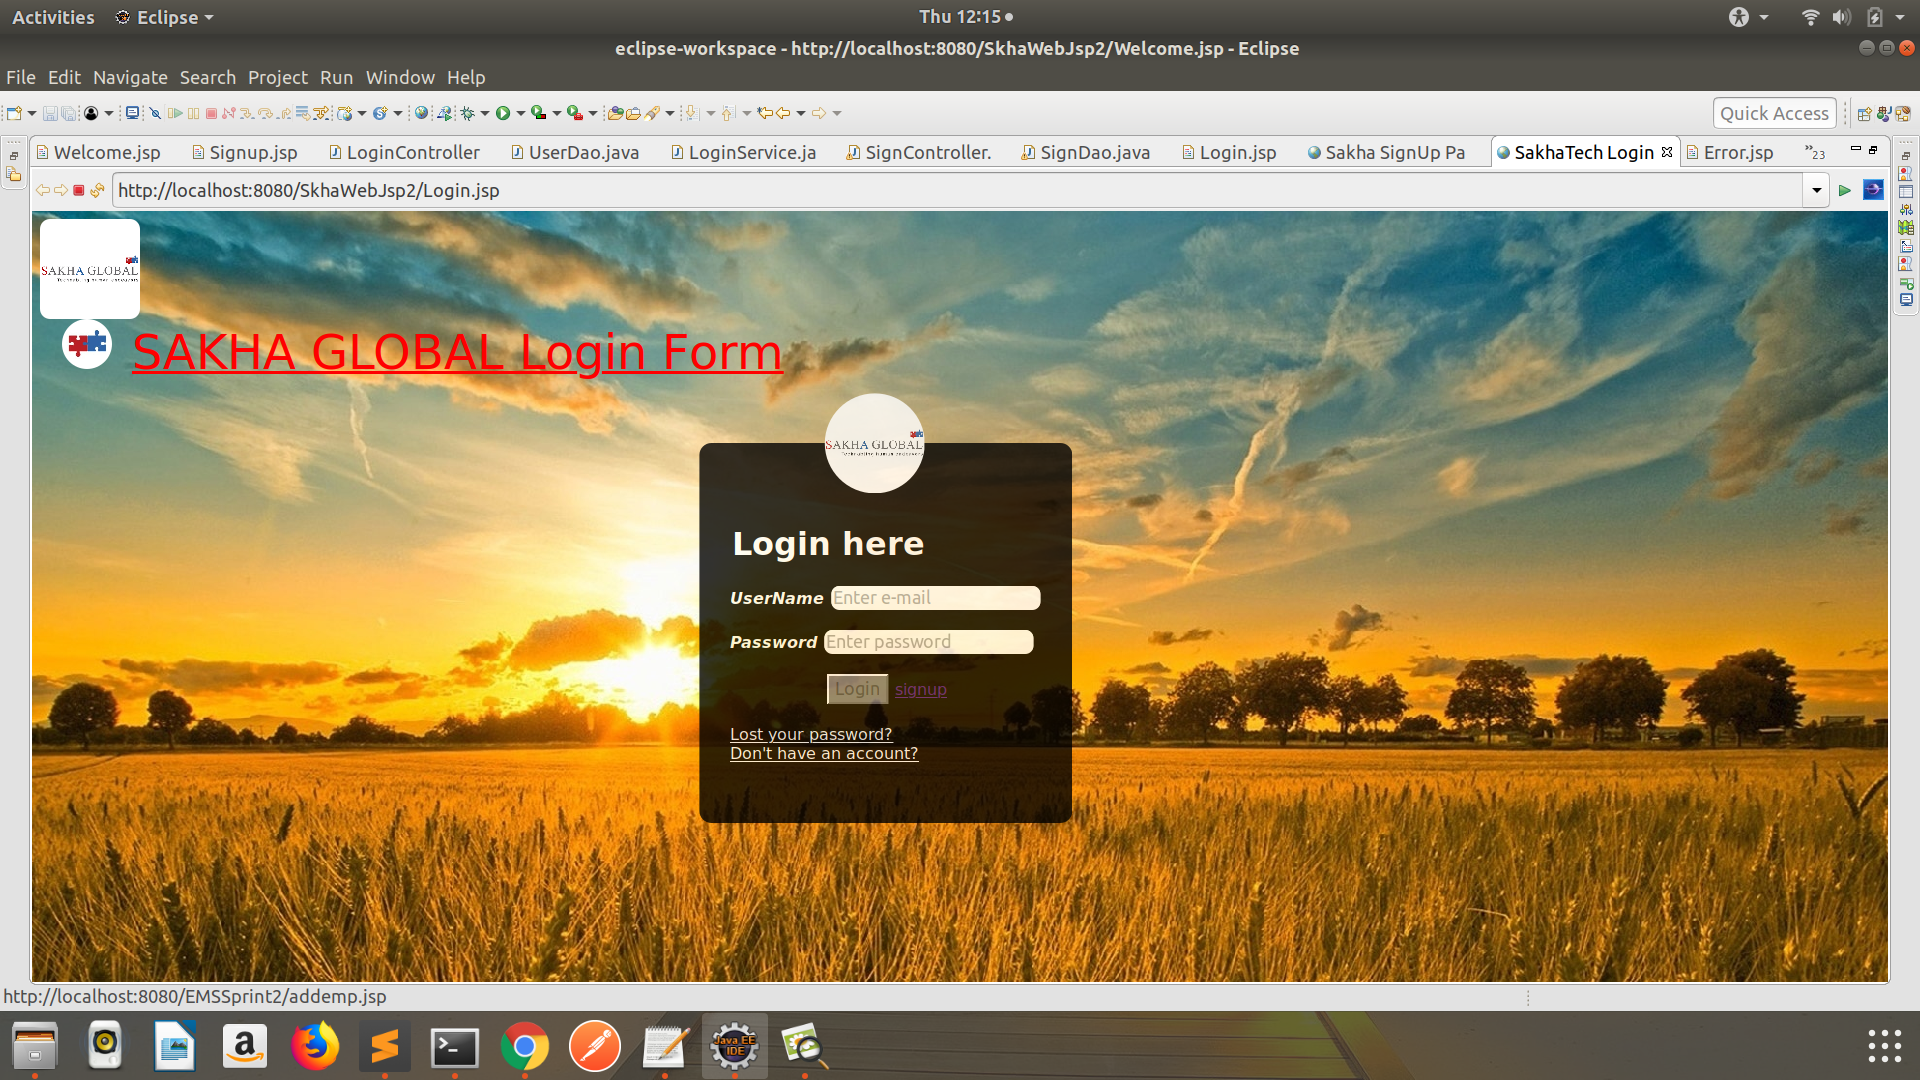 Activities Eclipse Thu 12:15
eclipse-workspace - http://localhost:8080/SkhaWebJsp2/Welcome.jsp - Eclipse
File Edit Navigate Search Project Run Window Help
Quick Access
Welcome.jsp Signup.jsp LoginController UserDao.java LoginService.ja SignController. SignDao.java Login.jsp Sakha SignUp Pa SakhaTech Login Error.jsp 23
http://localhost:8080/SkhaWebJsp2/Login.jsp
SAKHA GLOBAL
SAKHA GLOBAL Login Form
SAKHA GLOBAL
Login here
UserName Enter e-mail
Password Enter password
Login signup
Lost your password?
Don't have an account?
http://localhost:8080/EMSSprint2/addemp.jsp
Java EE
IDE